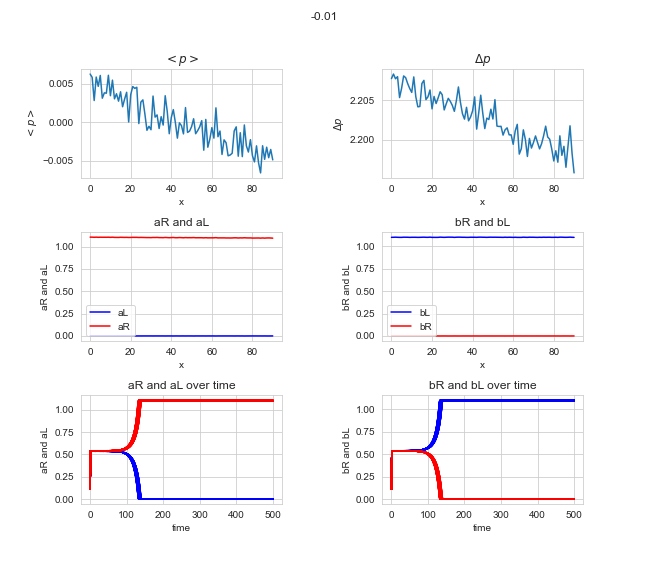 -0.01
< p >
Δp
< p >
0.005
0.000
−0.005
0 20 40 60 80
x
Δp
2.205
2.200
0 20 40 60 80
x
aR and aL
bR and bL
aR and aL
1.00
0.75
0.50
0.25
0.00
aL
aR
0 20 40 60 80
x
bR and bL
1.00
0.75
0.50
0.25
0.00
bL
bR
0 20 40 60 80
x
aR and aL over time
bR and bL over time
aR and aL
1.00
0.75
0.50
0.25
0.00
0 100 200 300 400 500
time
bR and bL
1.00
0.75
0.50
0.25
0.00
0 100 200 300 400 500
time